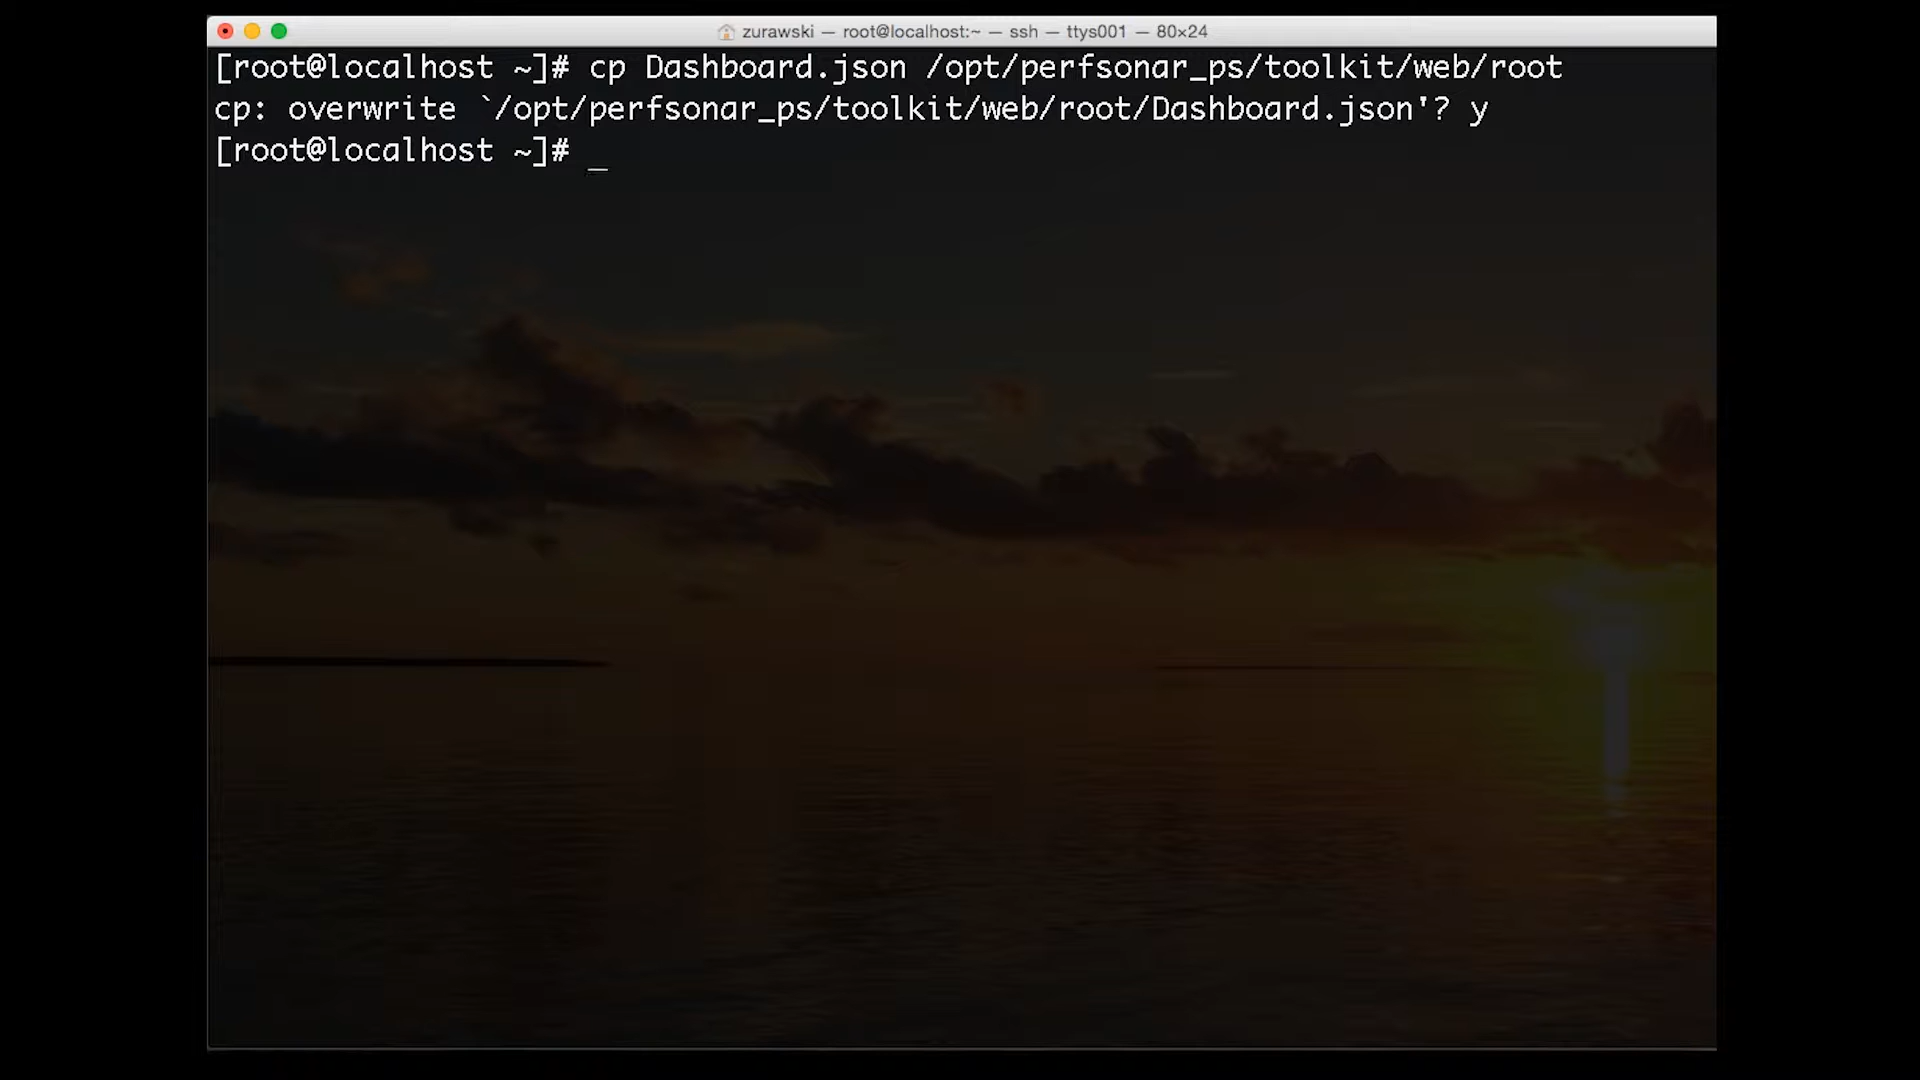 zurawski — root@localhost:~ — ssh — ttys001 — 80×24
[root@localhost ~]# cp Dashboard.json /opt/perfsonar_ps/toolkit/web/root
cp: overwrite `/opt/perfsonar_ps/toolkit/web/root/Dashboard.json'? y
[root@localhost ~]# _